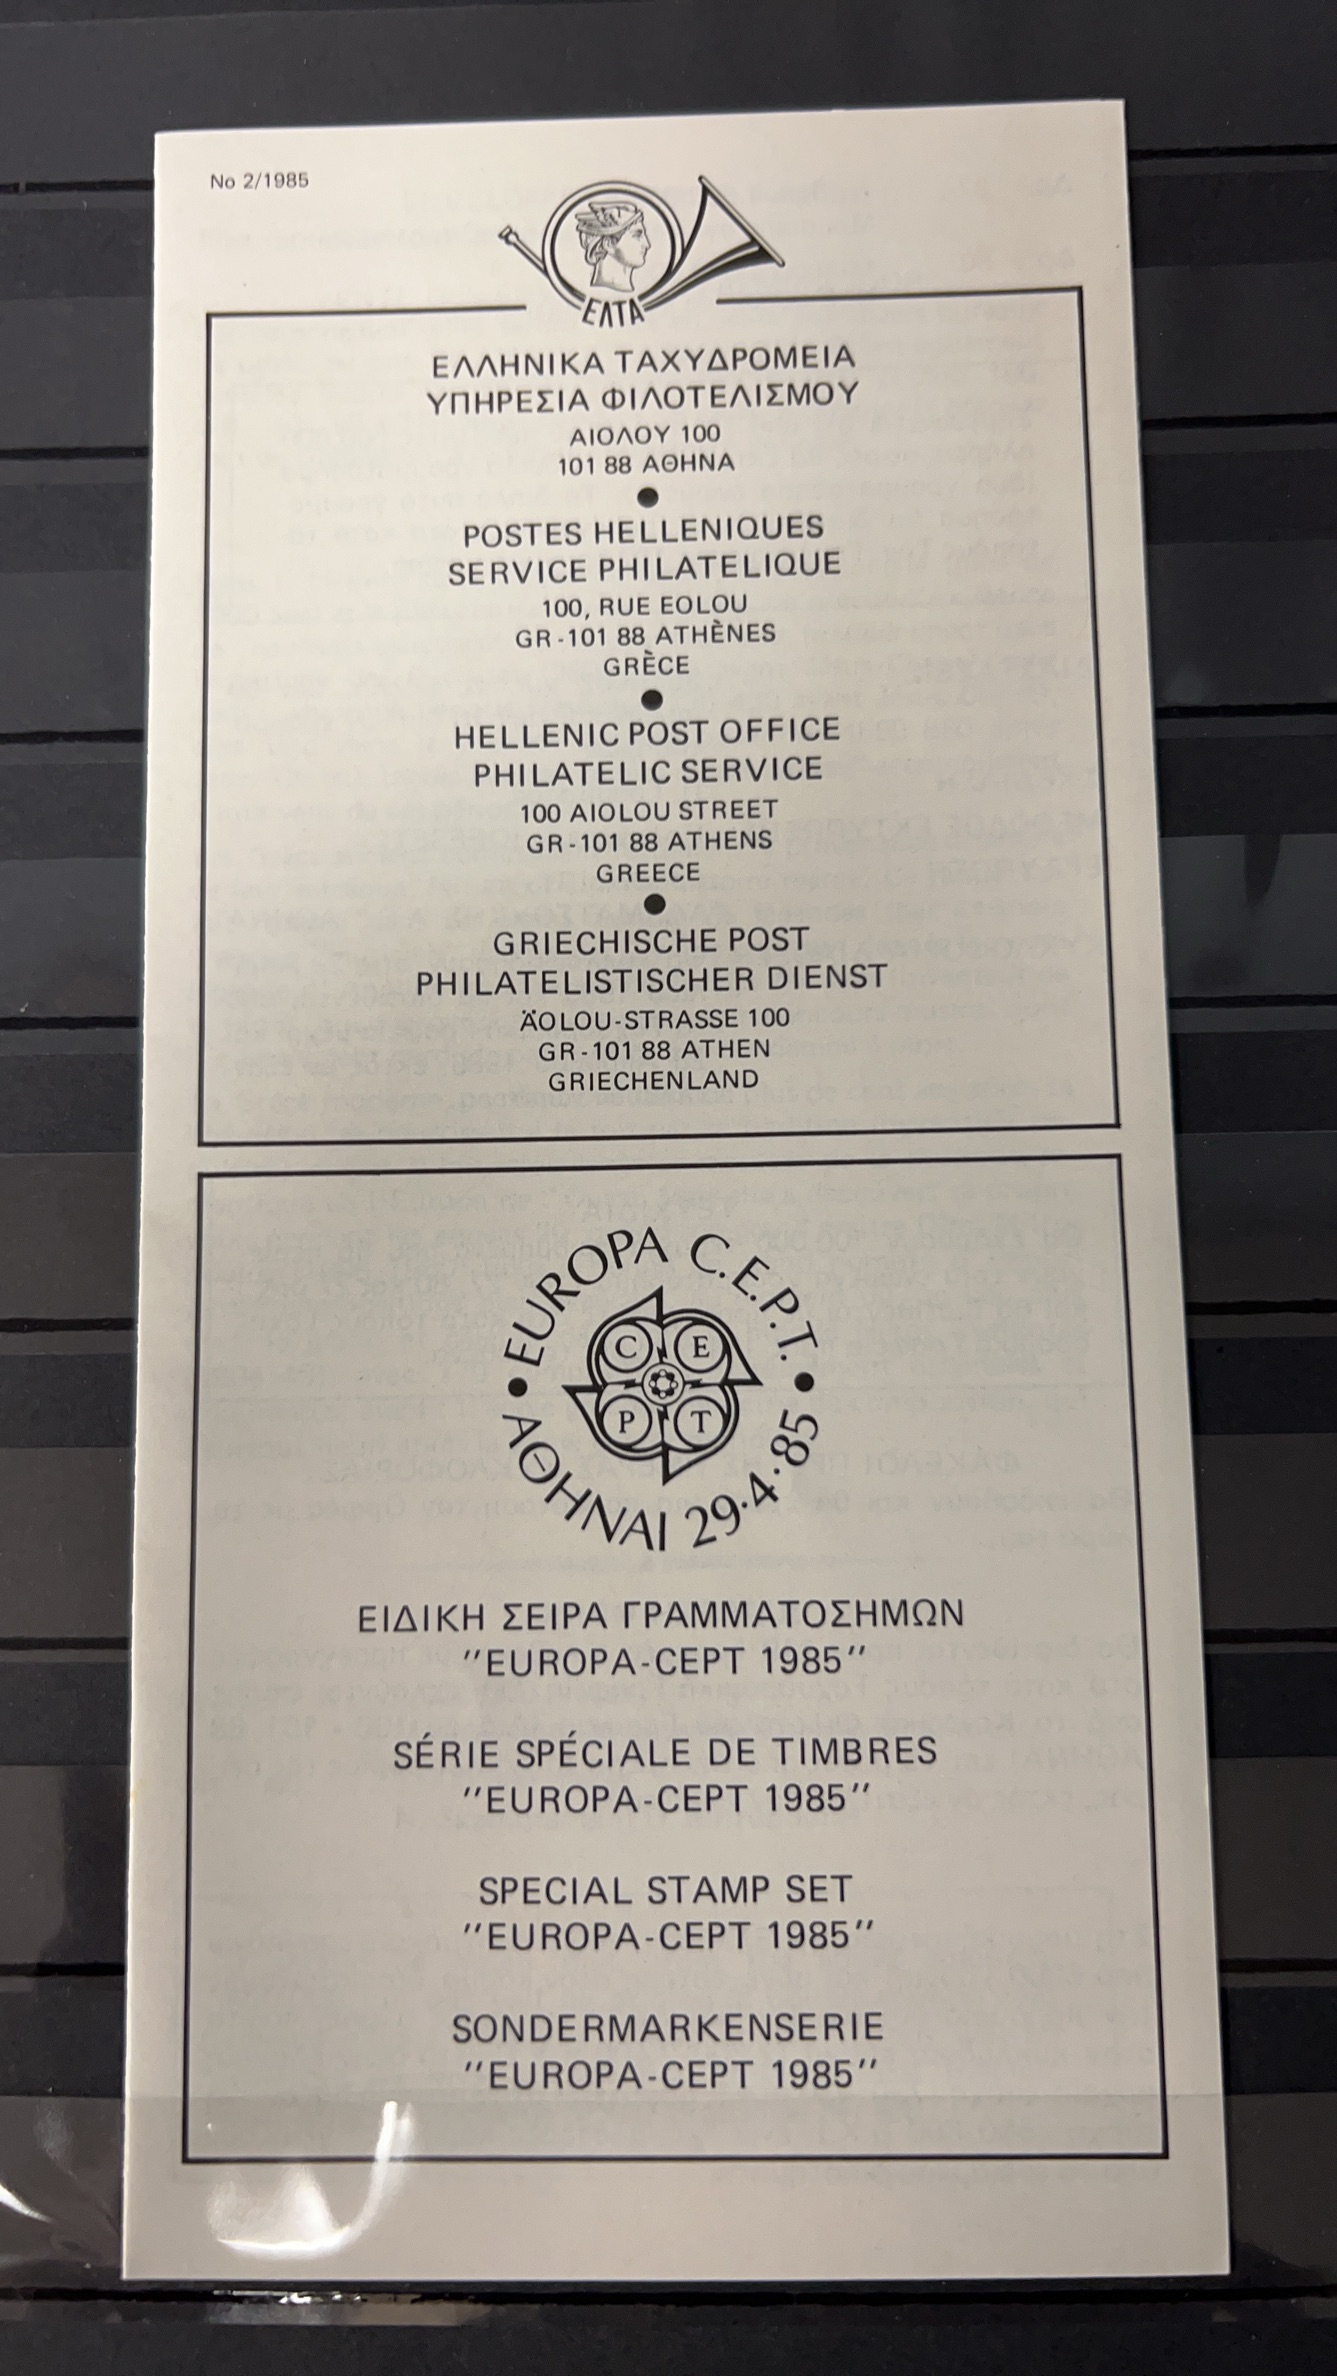 No 2/1985
ΕΛΤΑ
ΕΛΛΗΝΙΚΑ ΤΑΧΥΔΡΟΜΕΙΑ
ΥΠΗΡΕΣΙΑ ΦΙΛΟΤΕΛΙΣΜΟΥ
ΑΙΟΛΟΥ 100
101 88 ΑΘΗΝΑ
POSTES HELLENIQUES
SERVICE PHILATELIQUE
100, RUE EOLOU
GR-101 88 ATHÈNES
GRÈCE
HELLENIC POST OFFICE
PHILATELIC SERVICE
100 AIOLOU STREET
GR-101 88 ATHENS
GREECE
GRIECHISCHE POST
PHILATELISTISCHER DIENST
ÄOLOU-STRASSE 100
GR-101 88 ATHEN
GRIECHENLAND
EUROPA C.E.P.T.
C E
P T
ΑΘΗΝΑΙ 29·4·85
ΕΙΔΙΚΗ ΣΕΙΡΑ ΓΡΑΜΜΑΤΟΣΗΜΩΝ
"EUROPA-CEPT 1985"
SÉRIE SPÉCIALE DE TIMBRES
"EUROPA-CEPT 1985"
SPECIAL STAMP SET
"EUROPA-CEPT 1985"
SONDERMARKENSERIE
"EUROPA-CEPT 1985"